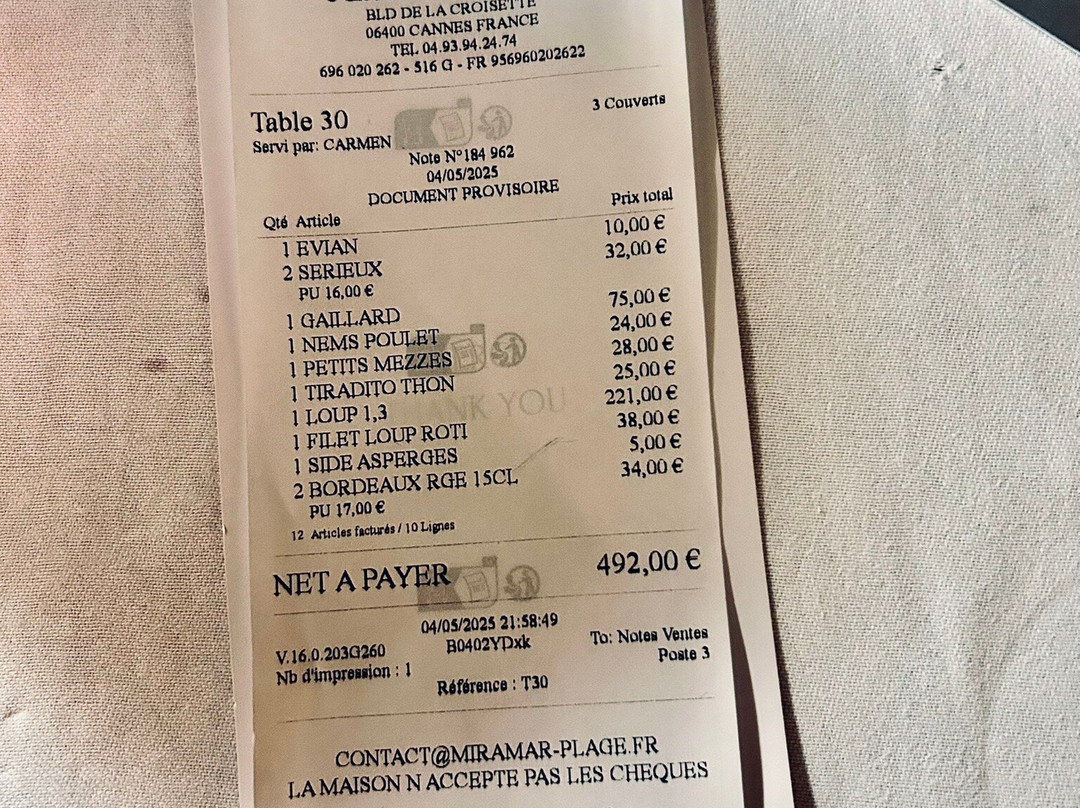 BLD DE LA CROISETTE
06400 CANNES FRANCE
TEL 04.93.94.24.74
696 020 262 - 516 G - FR 956960202622
Table 30
3 Couverts
Servi par: CARMEN
Note N°184 962
04/05/2025
DOCUMENT PROVISOIRE
Qté Article Prix total
1 EVIAN 10,00 €
2 SERIEUX 32,00 €
PU 16,00 €
1 GAILLARD 75,00 €
1 NEMS POULET 24,00 €
1 PETITS MEZZES 28,00 €
1 TIRADITO THON 25,00 €
1 LOUP 1,3 221,00 €
1 FILET LOUP ROTI 38,00 €
1 SIDE ASPERGES 5,00 €
2 BORDEAUX RGE 15CL 34,00 €
PU 17,00 €
12 Articles facturés / 10 Lignes
NET A PAYER 492,00 €
04/05/2025 21:58:49
V.16.0.203G260 B0402YDxk To: Notes Ventes
Nb d'impression : 1 Poste 3
Référence : T30
CONTACT@MIRAMAR-PLAGE.FR
LA MAISON N ACCEPTE PAS LES CHEQUES
THANK YOU